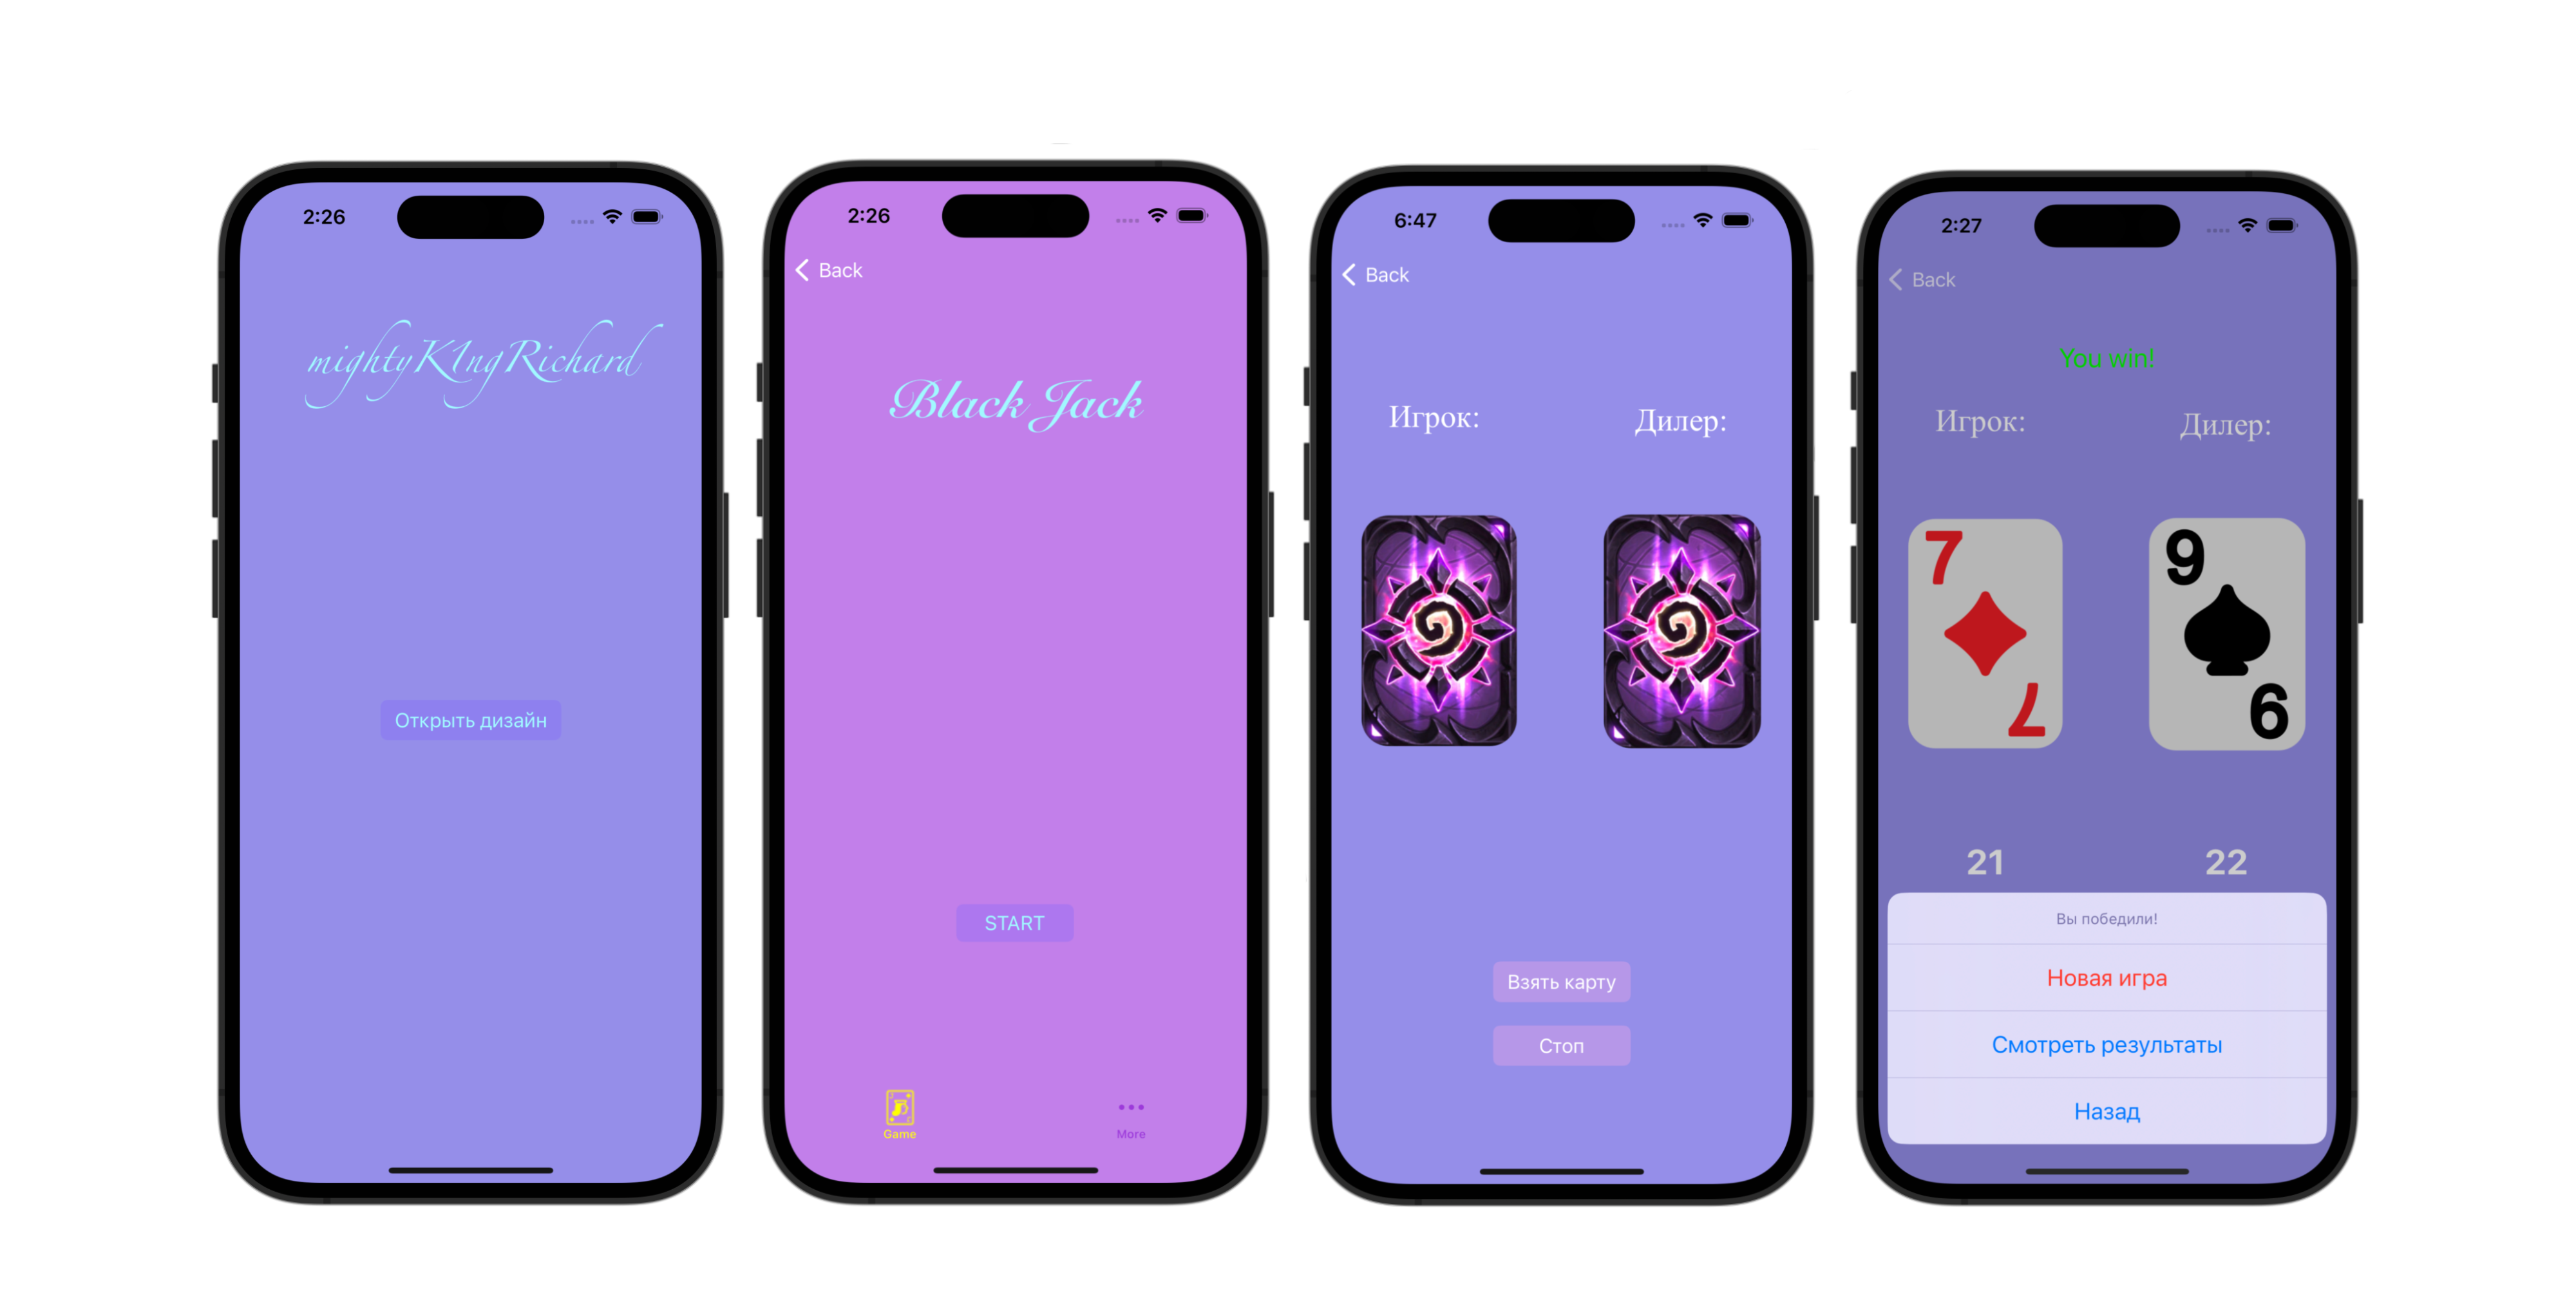 2:26
mightyK1ngRichard
Открыть дизайн
2:26
Back
Black Jack
START
Game
More
6:47
Back
Игрок:
Дилер:
Взять карту
Стоп
2:27
Back
You win!
Игрок:
Дилер:
7
7
9
9
21
22
Вы победили!
Новая игра
Смотреть результаты
Назад